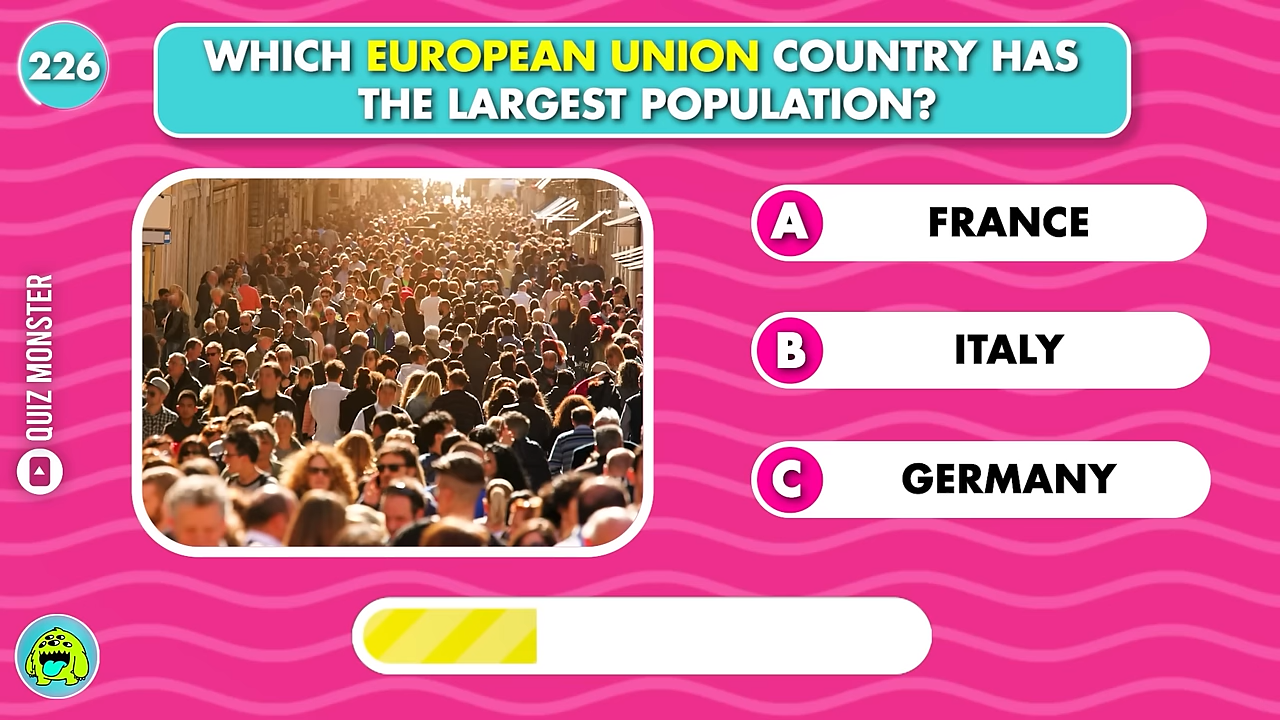 226
WHICH EUROPEAN UNION COUNTRY HAS
THE LARGEST POPULATION?
A FRANCE
B ITALY
C GERMANY
QUIZ MONSTER